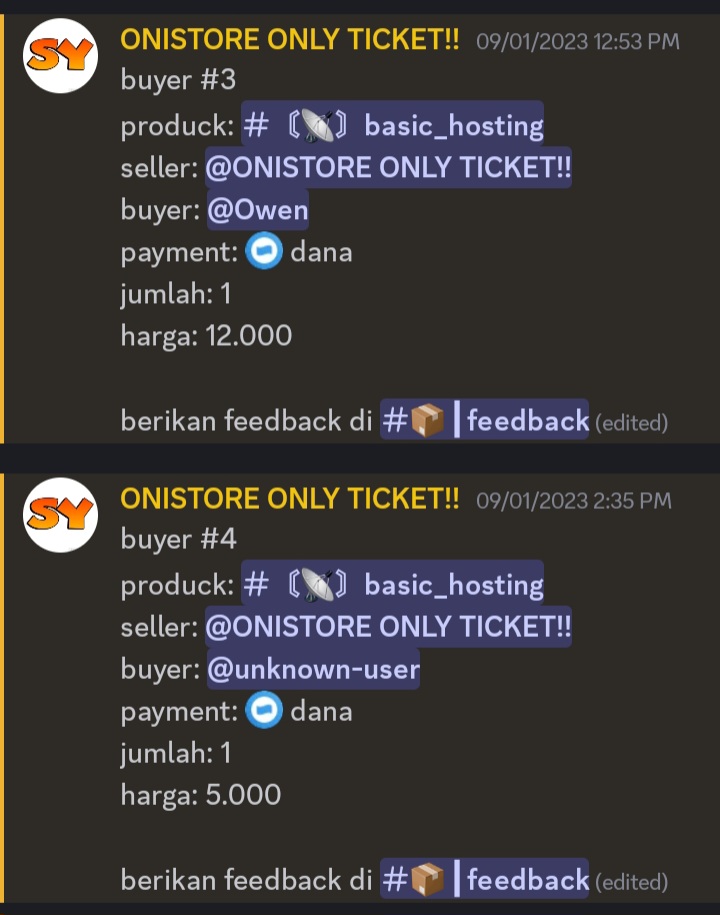 SY
ONISTORE ONLY TICKET!! 09/01/2023 12:53 PM
buyer #3
produck: # 〘📡〙 basic_hosting
seller: @ONISTORE ONLY TICKET!!
buyer: @Owen
payment: dana
jumlah: 1
harga: 12.000
berikan feedback di #📦┃feedback (edited)
SY
ONISTORE ONLY TICKET!! 09/01/2023 2:35 PM
buyer #4
produck: # 〘📡〙 basic_hosting
seller: @ONISTORE ONLY TICKET!!
buyer: @unknown-user
payment: dana
jumlah: 1
harga: 5.000
berikan feedback di #📦┃feedback (edited)